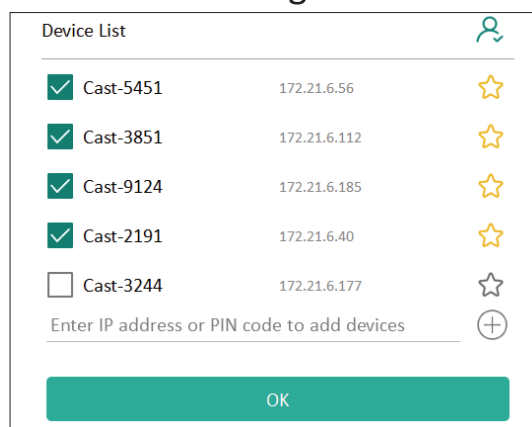 Device List
Cast-5451 172.21.6.56
Cast-3851 172.21.6.112
Cast-9124 172.21.6.185
Cast-2191 172.21.6.40
Cast-3244 172.21.6.177
Enter IP address or PIN code to add devices
OK